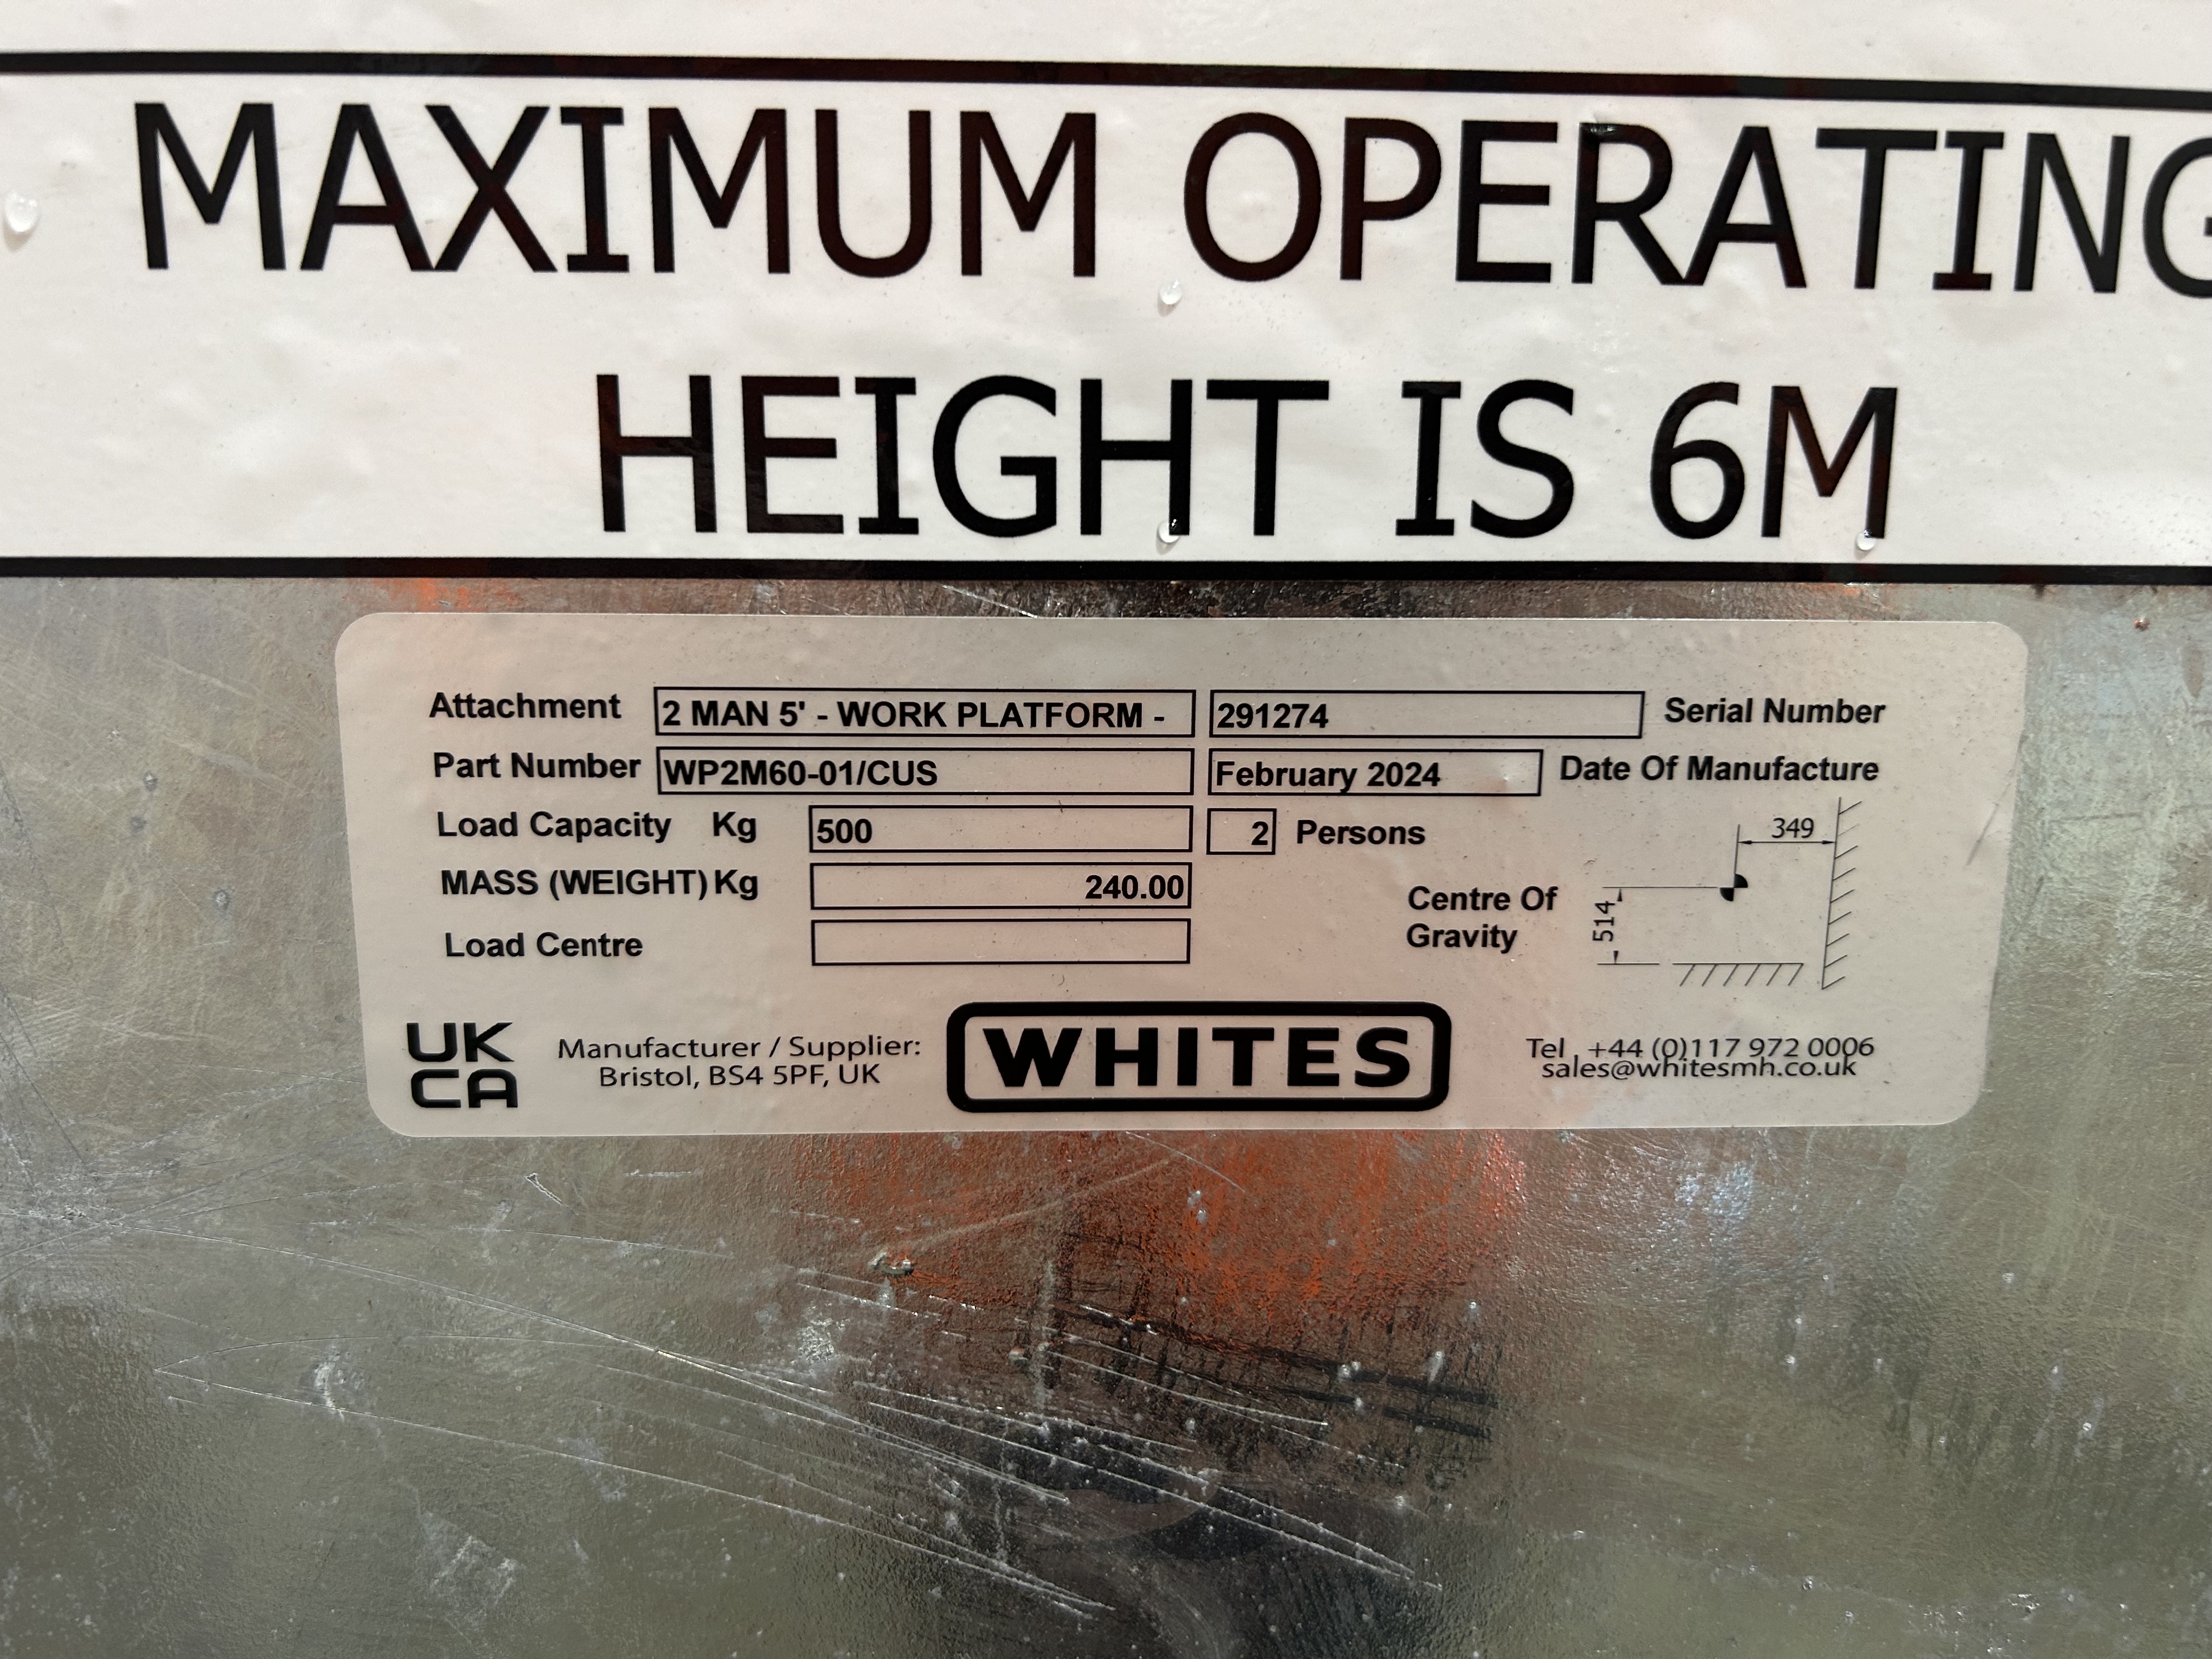 MAXIMUM OPERATING
HEIGHT IS 6M
Attachment 2 MAN 5' - WORK PLATFORM - 291274 Serial Number
Part Number WP2M60-01/CUS February 2024 Date Of Manufacture
Load Capacity Kg 500 2 Persons
349
MASS (WEIGHT) Kg 240.00
Centre Of
Gravity
514
Load Centre
UK
CA
Manufacturer / Supplier:
Bristol, BS4 5PF, UK
WHITES
Tel +44 (0)117 972 0006
sales@whitesmh.co.uk